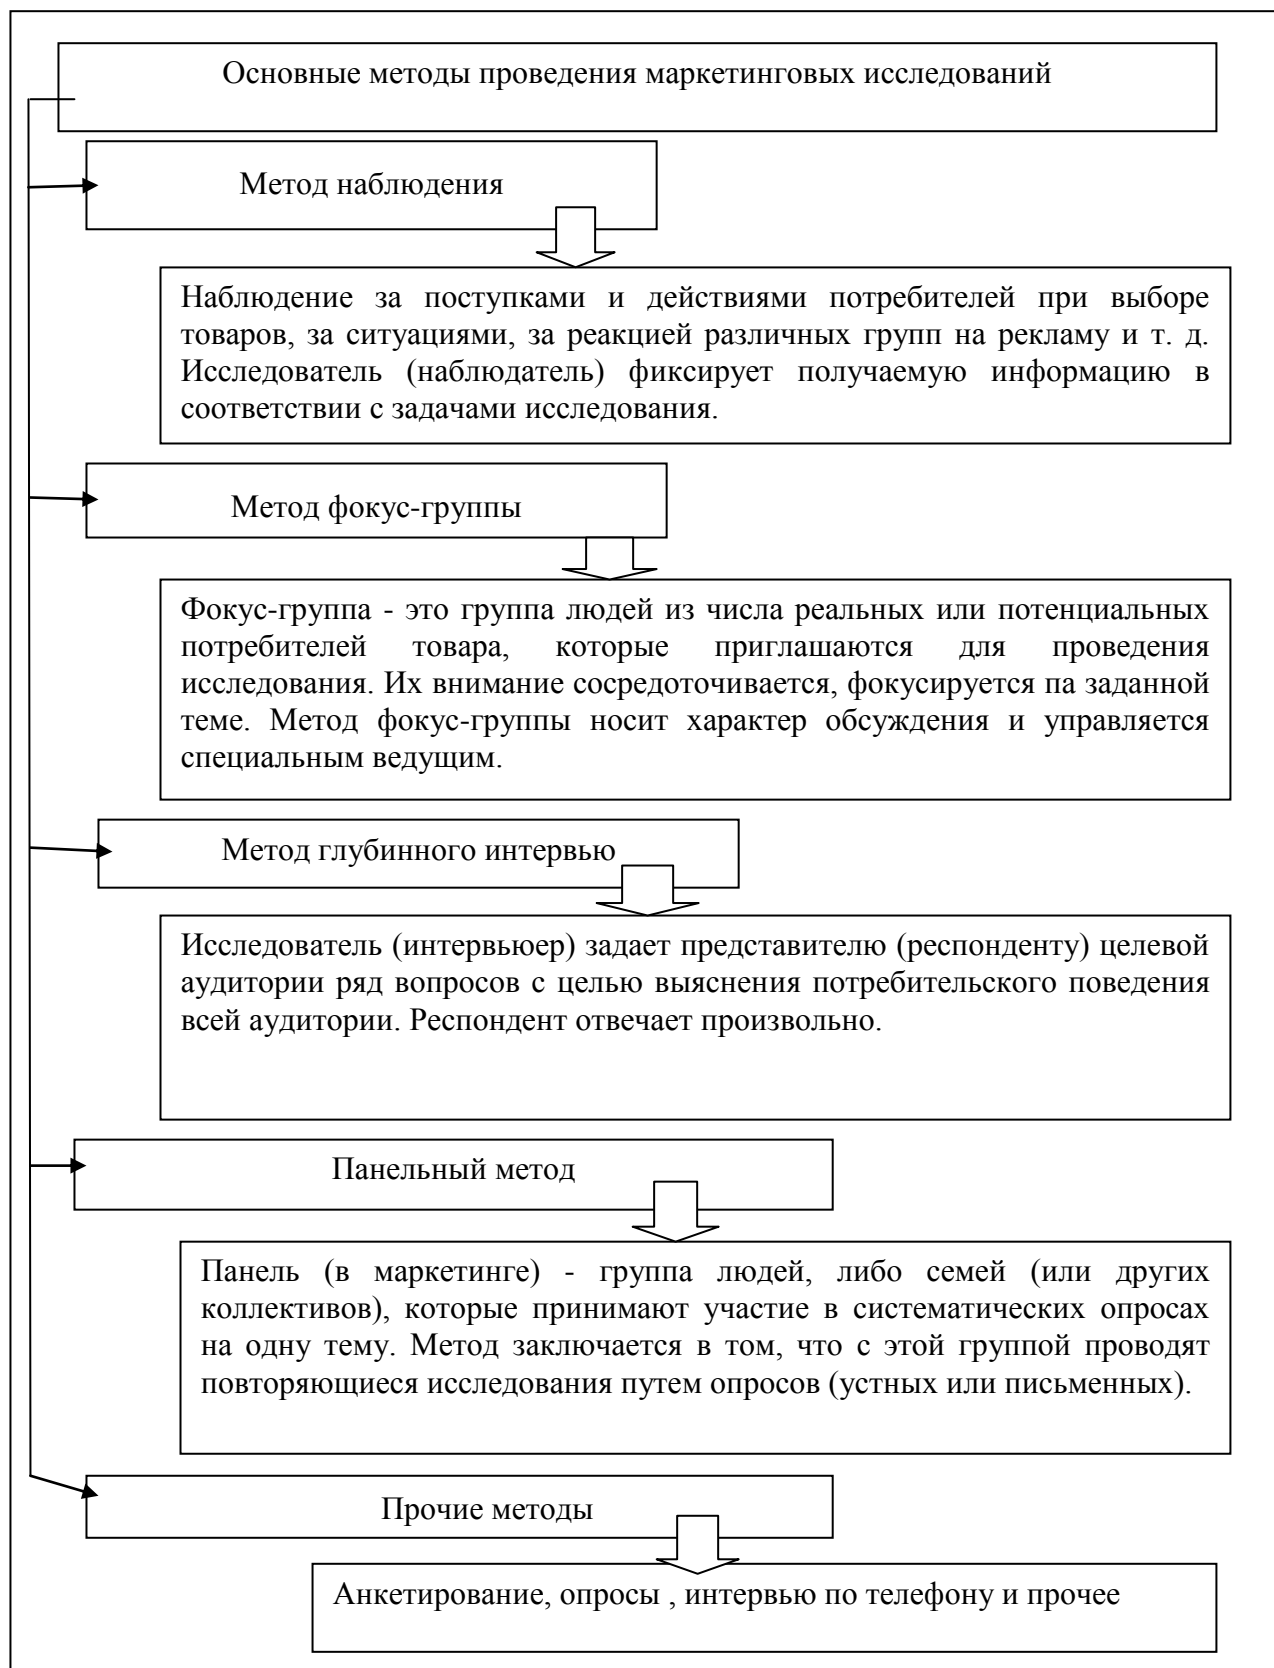 Основные методы проведения маркетинговых исследований
Метод наблюдения
Наблюдение за поступками и действиями потребителей при выборе
товаров, за ситуациями, за реакцией различных групп на рекламу и т. д.
Исследователь (наблюдатель) фиксирует получаемую информацию в
соответствии с задачами исследования.
Метод фокус-группы
Фокус-группа - это группа людей из числа реальных или потенциальных
потребителей товара, которые приглашаются для проведения
исследования. Их внимание сосредоточивается, фокусируется па заданной
теме. Метод фокус-группы носит характер обсуждения и управляется
специальным ведущим.
Метод глубинного интервью
Исследователь (интервьюер) задает представителю (респонденту) целевой
аудитории ряд вопросов с целью выяснения потребительского поведения
всей аудитории. Респондент отвечает произвольно.
Панельный метод
Панель (в маркетинге) - группа людей, либо семей (или других
коллективов), которые принимают участие в систематических опросах
на одну тему. Метод заключается в том, что с этой группой проводят
повторяющиеся исследования путем опросов (устных или письменных).
Прочие методы
Анкетирование, опросы , интервью по телефону и прочее